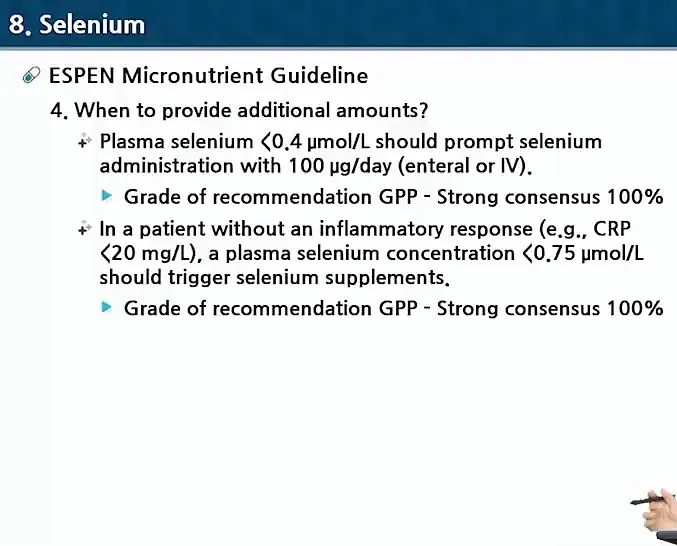 8. Selenium
ESPEN Micronutrient Guideline
4. When to provide additional amounts?
Plasma selenium <0.4 µmol/L should prompt selenium
administration with 100 µg/day (enteral or IV).
Grade of recommendation GPP - Strong consensus 100%
In a patient without an inflammatory response (e.g., CRP
<20 mg/L), a plasma selenium concentration <0.75 µmol/L
should trigger selenium supplements.
Grade of recommendation GPP - Strong consensus 100%